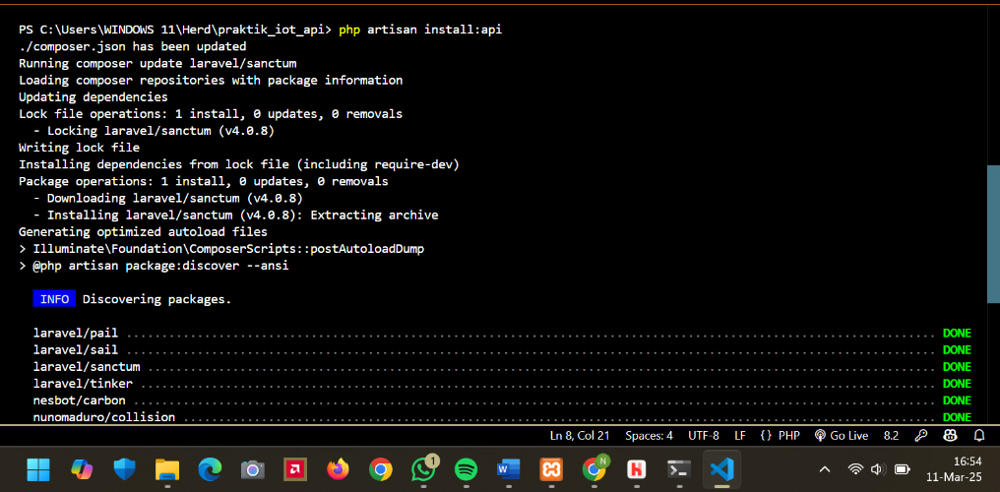 PS C:\Users\WINDOWS 11\Herd\praktik_iot_api> php artisan install:api
./composer.json has been updated
Running composer update laravel/sanctum
Loading composer repositories with package information
Updating dependencies
Lock file operations: 1 install, 0 updates, 0 removals
  - Locking laravel/sanctum (v4.0.8)
Writing lock file
Installing dependencies from lock file (including require-dev)
Package operations: 1 install, 0 updates, 0 removals
  - Downloading laravel/sanctum (v4.0.8)
  - Installing laravel/sanctum (v4.0.8): Extracting archive
Generating optimized autoload files
> Illuminate\Foundation\ComposerScripts::postAutoloadDump
> @php artisan package:discover --ansi
INFO Discovering packages.
laravel/pail ........................................ DONE
laravel/sail ........................................ DONE
laravel/sanctum ........................................ DONE
laravel/tinker ........................................ DONE
nesbot/carbon ........................................ DONE
nunomaduro/collision ........................................ DONE
Ln 8, Col 21 Spaces: 4 UTF-8 LF {} PHP Go Live 8.2
1 W N H
16:54
11-Mar-25